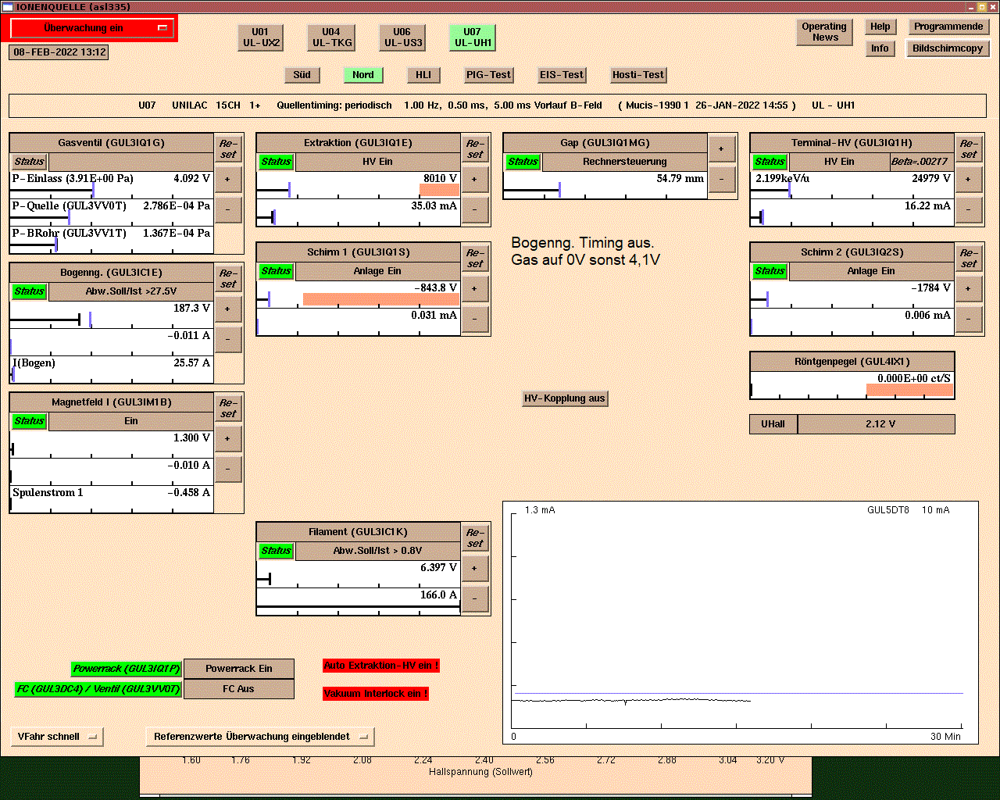 IONENQUELLE (asl335)
Überwachung ein
08-FEB-2022 13:12
U01
UL-UX2
U04
UL-TKG
U06
UL-US3
U07
UL-UH1
Operating
News
Help
Info
Programmende
Bildschirmcopy
Süd
Nord
HLI
PIG-Test
EIS-Test
Hosti-Test
U07 UNILAC 15CH 1+ Quellentiming: periodisch 1.00 Hz, 0.50 ms, 5.00 ms Vorlauf B-Feld ( Mucis-1990 1 26-JAN-2022 14:55 ) UL - UH1
Gasventil (GUL3IQ1G)
Re-
set
Status
P-Einlass (3.91E+00 Pa) 4.092 V
+
P-Quelle (GUL3VV0T) 2.786E-04 Pa
-
P-BRohr (GUL3VV1T) 1.367E-04 Pa
Extraktion (GUL3IQ1E)
Re-
set
Status HV Ein
8010 V
+
35.03 mA
-
Gap (GUL3IQ1MG)
+
Status Rechnersteuerung
54.79 mm
-
Terminal-HV (GUL3IQ1H)
Re-
set
Status HV Ein Beta=.00217
2.199keV/u 24979 V
+
16.22 mA
-
Bogenng. Timing aus.
Gas auf 0V sonst 4,1V
Schirm 1 (GUL3IQ1S)
Re-
set
Status Anlage Ein
-843.8 V
+
0.031 mA
-
Schirm 2 (GUL3IQ2S)
Re-
set
Status Anlage Ein
-1784 V
+
0.006 mA
-
Bogenng. (GUL3IC1E)
Re-
set
Status Abw.Soll/Ist >27.5V
187.3 V
+
-0.011 A
-
I(Bogen) 25.57 A
Röntgenpegel (GUL4IX1)
0.000E+00 ct/S
UHall 2.12 V
HV-Kopplung aus
Magnetfeld I (GUL3IM1B)
Re-
set
Status Ein
1.300 V
+
-0.010 A
-
Spulenstrom 1 -0.458 A
Filament (GUL3IC1K)
Re-
set
Status Abw.Soll/Ist > 0.8V
6.397 V
+
166.0 A
-
1.3 mA GUL5DT8 10 mA
0 30 Min
Powerrack (GUL3IQ1P) Powerrack Ein
FC (GUL3DC4) / Ventil (GUL3VV0T) FC Aus
Auto Extraktion-HV ein !
Vakuum Interlock ein !
VFahr schnell
Referenzwerte Überwachung eingeblendet
1.60 1.76 1.92 2.08 2.24 2.40 2.56 2.72 2.88 3.04 3.20 V
Hallspannung (Sollwert)